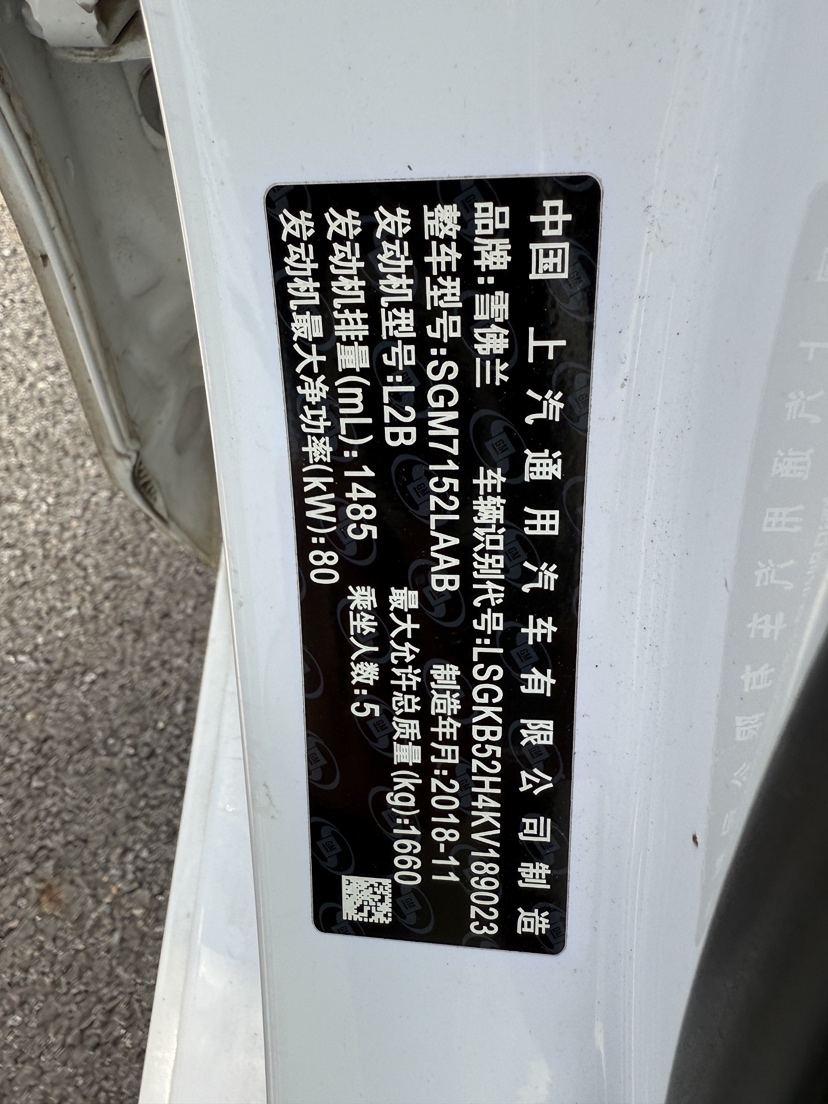 中国 上汽通用汽车有限公司制造
品牌:雪佛兰 车辆识别代号:LSGKB52H4KV189023
整车型号:SGM7152LAAB 制造年月:2018-11
发动机型号:L2B 最大允许总质量(kg):1660
发动机排量(mL):1485 乘坐人数:5
发动机最大净功率(kW):80